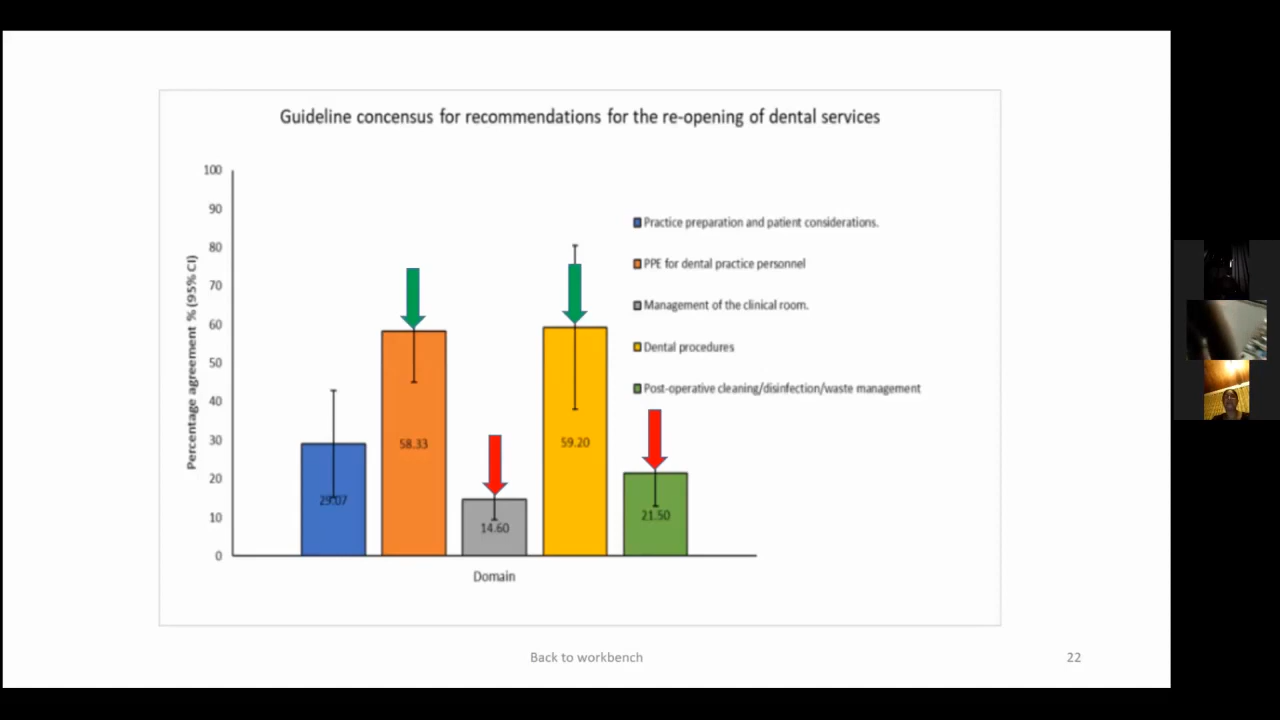 Guideline concensus for recommendations for the re-opening of dental services
100
90
80
70
60
50
40
30
20
10
0
Percentage agreement % (95% CI)
Practice preparation and patient considerations.
PPE for dental practice personnel
Management of the clinical room.
Dental procedures
Post-operative cleaning/disinfection/waste management
29.07
58.33
14.60
59.20
21.50
Domain
Back to workbench
22